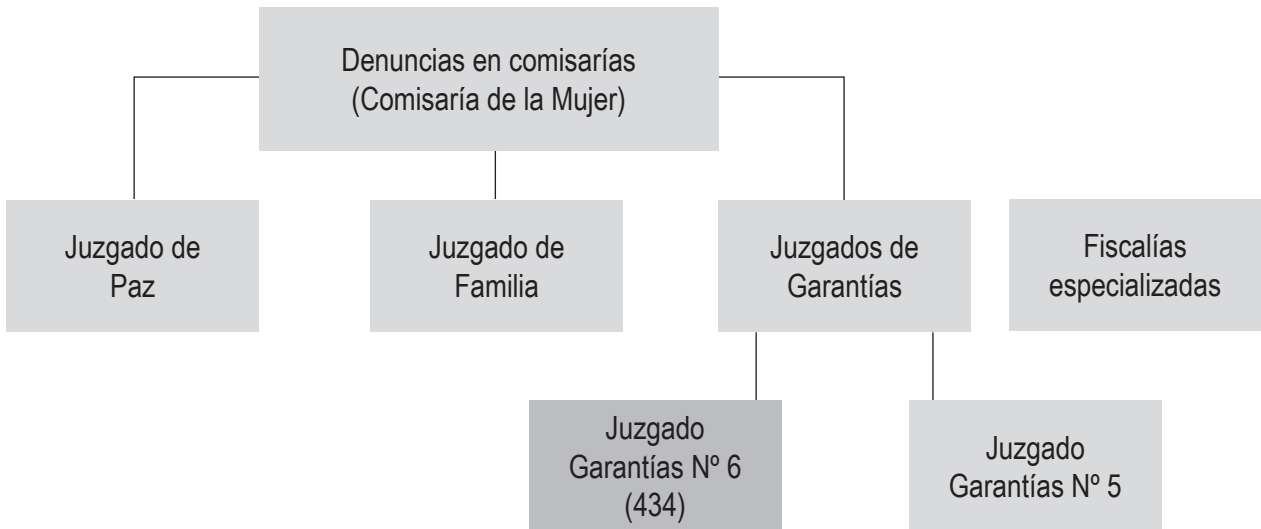 Denuncias en comisarías
(Comisaría de la Mujer)
Juzgado de
Paz
Juzgado de
Familia
Juzgados de
Garantías
Fiscalías
especializadas
Juzgado
Garantías Nº 6
(434)
Juzgado
Garantías Nº 5